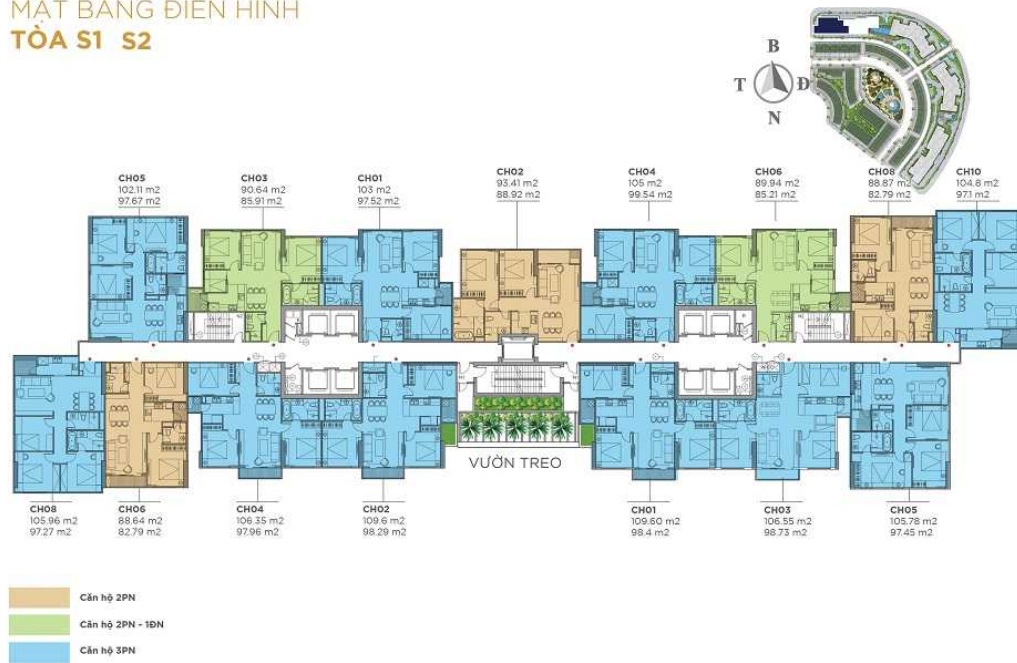 MẶT BẰNG ĐIỂN HÌNH
TÒA S1 S2
B
T Đ
N
CH05
102.11 m2
97.67 m2
CH03
90.64 m2
85.91 m2
CH01
103 m2
97.52 m2
CH02
93.41 m2
88.92 m2
CH04
105 m2
99.54 m2
CH06
89.94 m2
85.21 m2
CH08
88.87 m2
82.79 m2
CH10
104.8 m2
97.1 m2
VƯỜN TREO
CH08
105.96 m2
97.27 m2
CH06
88.64 m2
82.79 m2
CH04
106.35 m2
97.96 m2
CH02
109.6 m2
98.29 m2
CH01
109.60 m2
98.4 m2
CH03
106.55 m2
98.73 m2
CH05
105.78 m2
97.45 m2
Căn hộ 2PN
Căn hộ 2PN - 1ĐN
Căn hộ 3PN